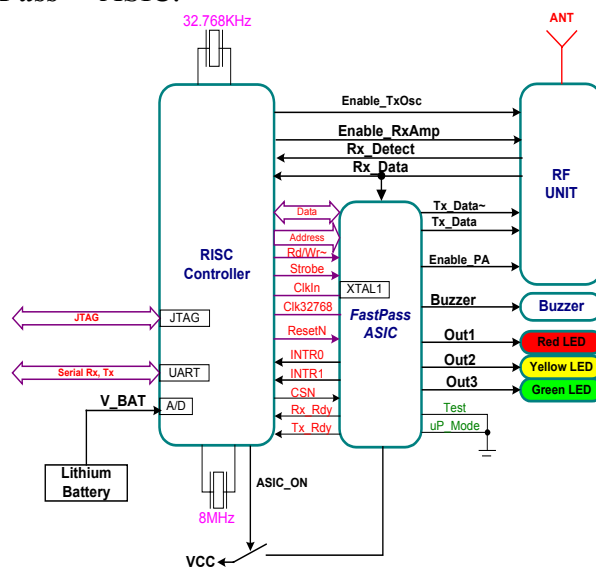 Pass ASIC.
32.768KHz
ANT
Enable_TxOsc
Enable_RxAmp
Rx_Detect
Rx_Data
RF
UNIT
Data
Address
Rd/Wr~
Strobe
ClkIn
Clk32768
ResetN
INTR0
INTR1
CSN
Rx_Rdy
Tx_Rdy
RISC
Controller
XTAL1
FastPass
ASIC
Tx_Data~
Tx_Data
Enable_PA
Buzzer
Buzzer
Out1
Red LED
Out2
Yellow LED
Out3
Green LED
Test
uP_Mode
JTAG
JTAG
Serial Rx, Tx
UART
V_BAT
A/D
Lithium
Battery
8MHz
ASIC_ON
VCC